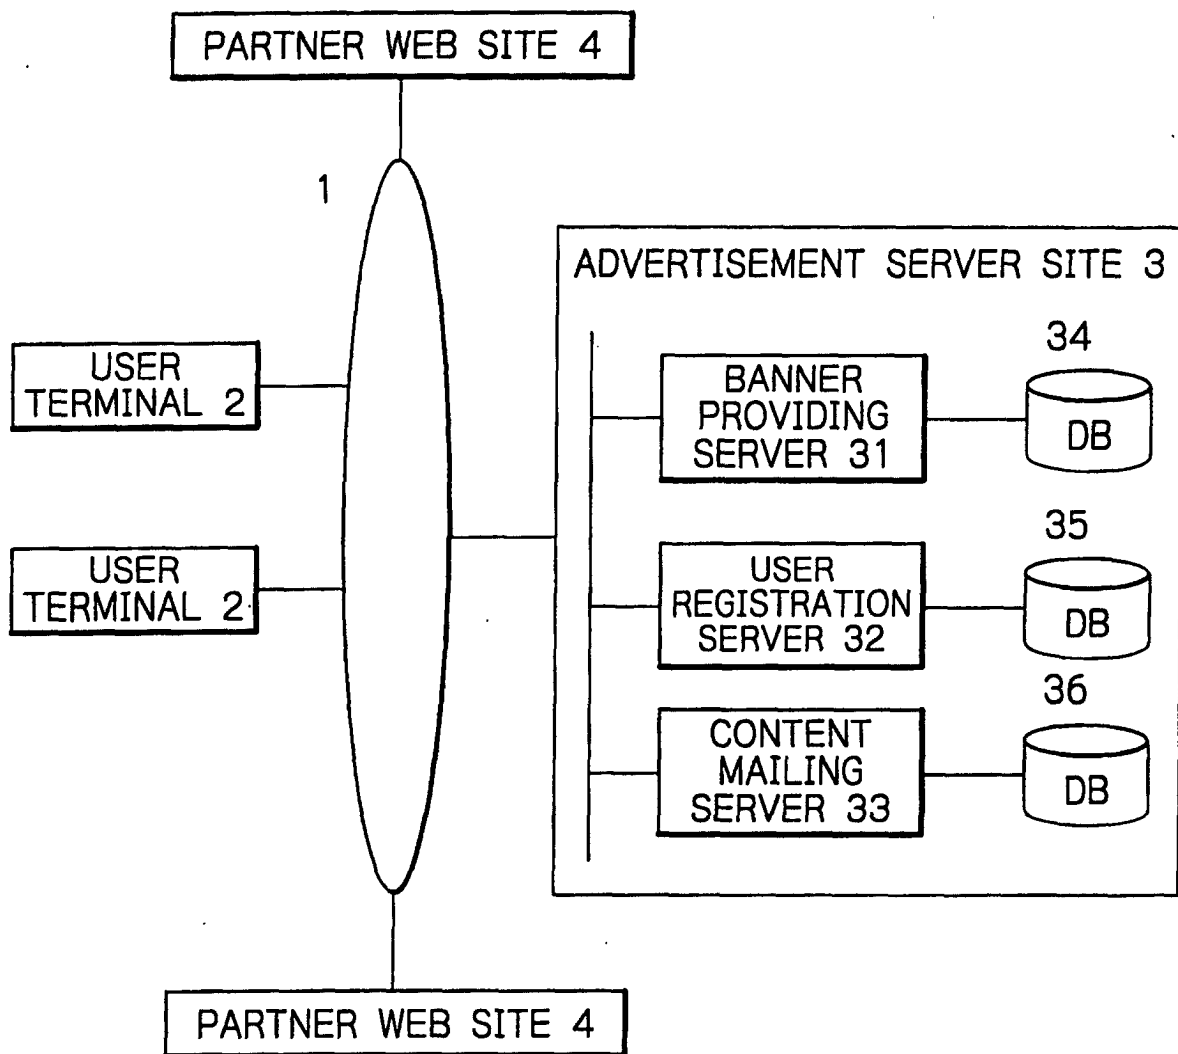 PARTNER WEB SITE 4
1
ADVERTISEMENT SERVER SITE 3
USER
TERMINAL 2
USER
TERMINAL 2
BANNER
PROVIDING
SERVER 31
34
DB
USER
REGISTRATION
SERVER 32
35
DB
CONTENT
MAILING
SERVER 33
36
DB
PARTNER WEB SITE 4